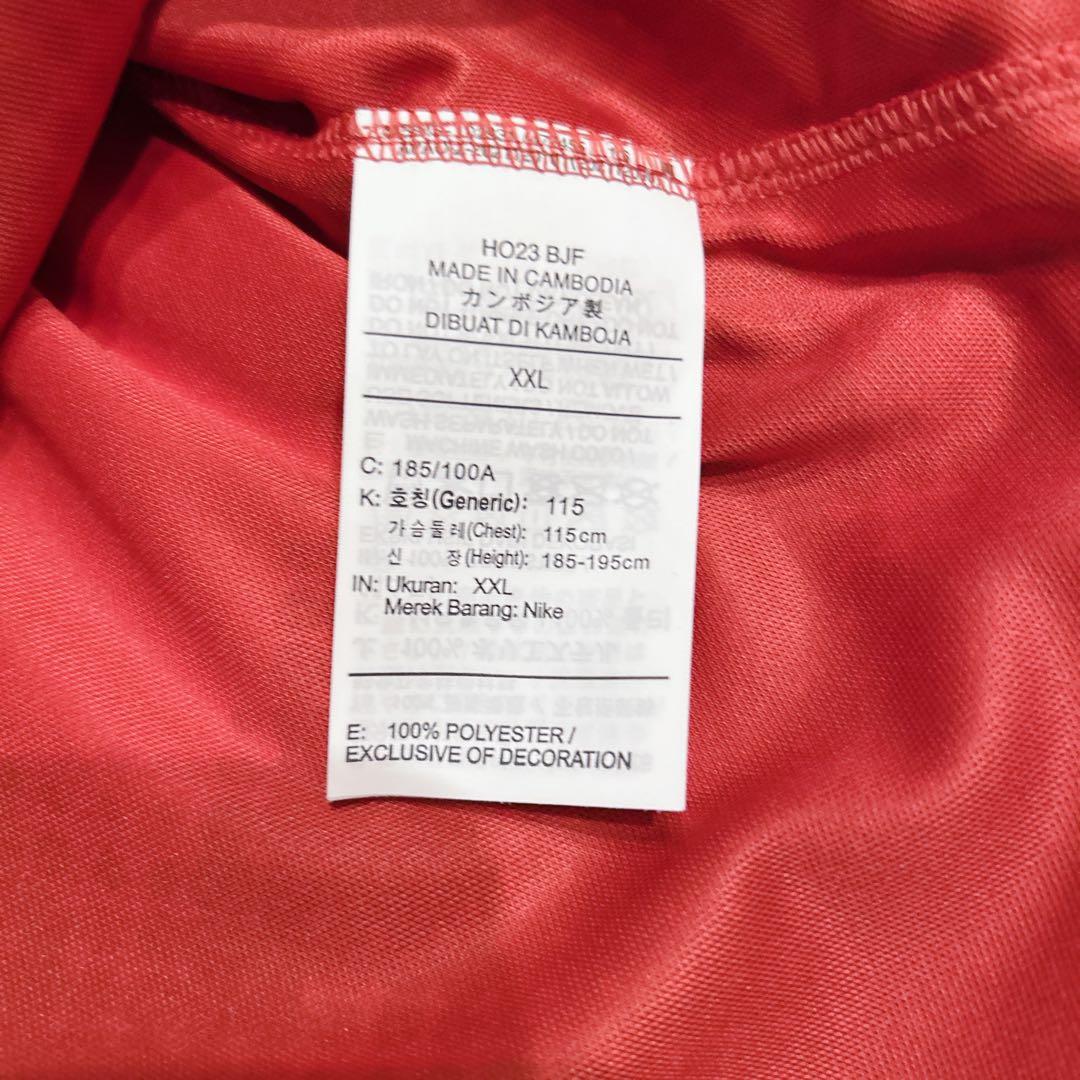 HO23 BJF
MADE IN CAMBODIA
カンボジア製
DIBUAT DI KAMBOJA
XXL
C: 185/100A
K: 호칭(Generic): 115
가슴둘레(Chest): 115cm
신 장(Height): 185-195cm
IN: Ukuran: XXL
Merek Barang: Nike
E: 100% POLYESTER /
EXCLUSIVE OF DECORATION